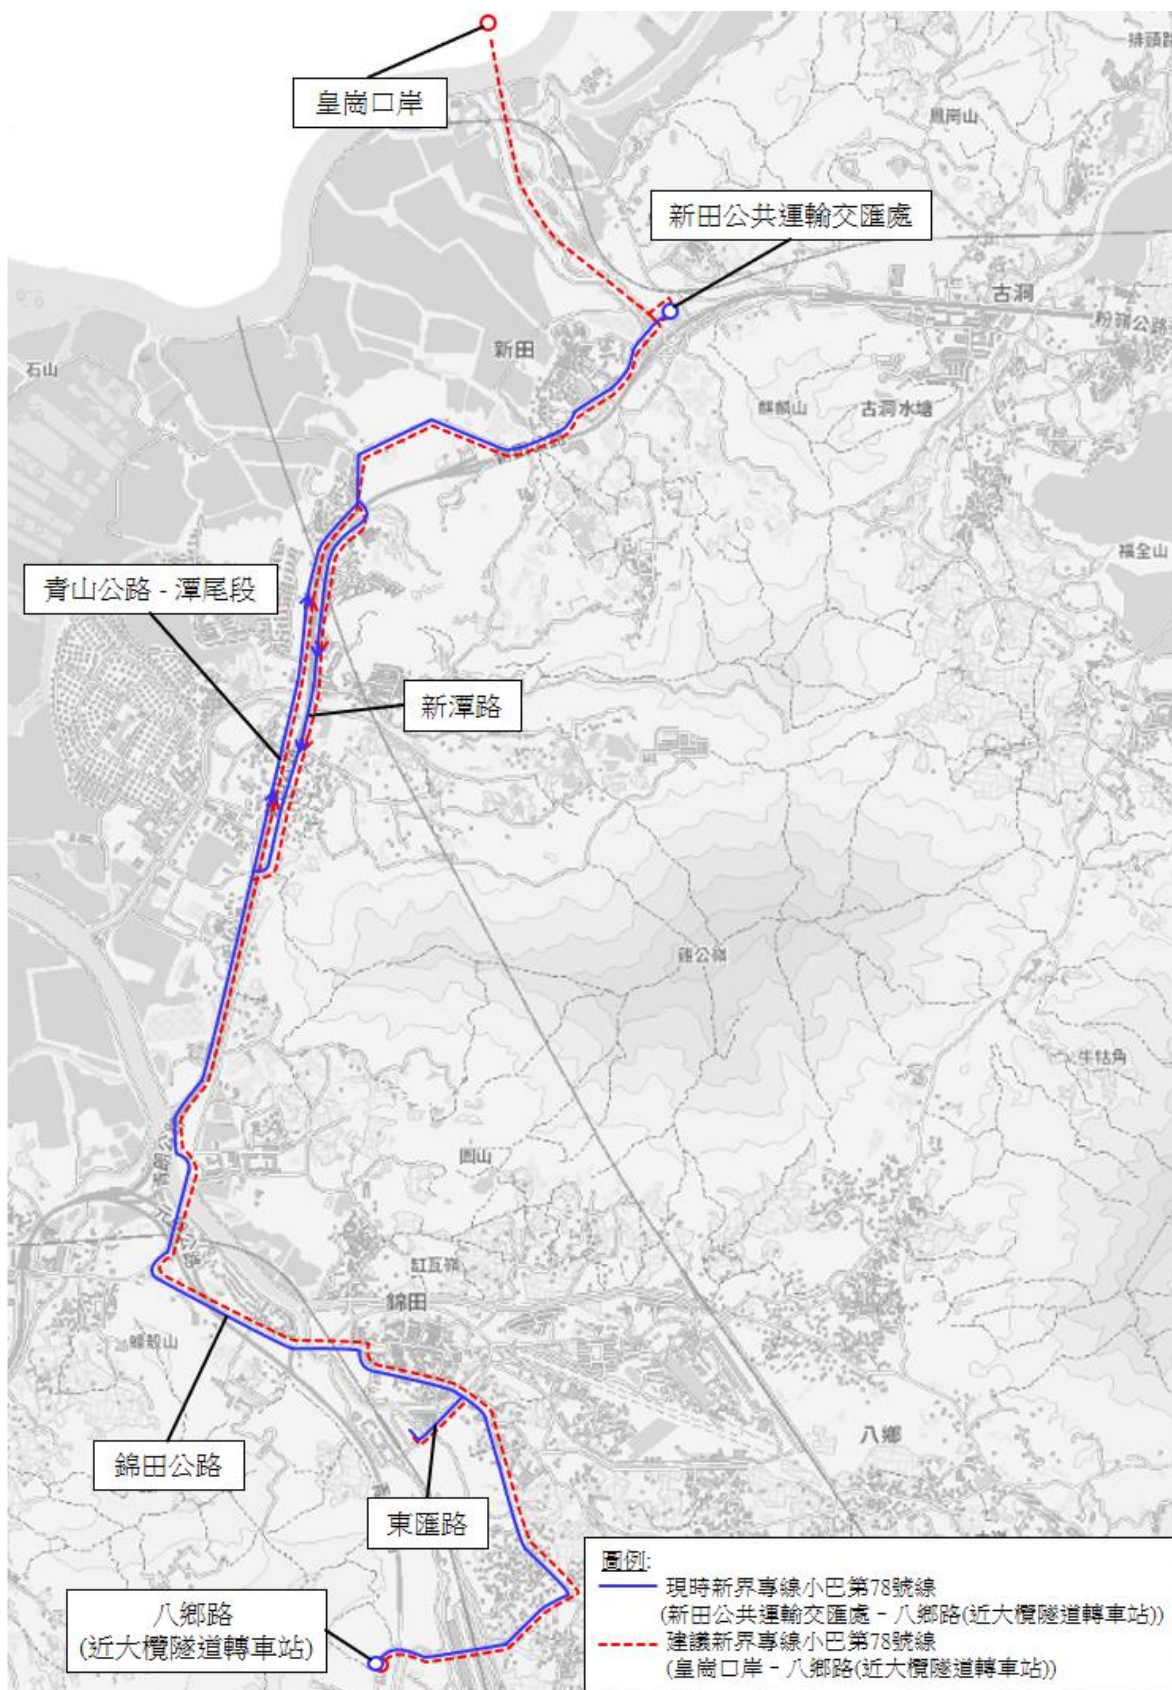 皇崗口岸
排頭路
鳳崗山
新田公共運輸交匯處
古洞
粉嶺公路
新田
石山
麒麟山
古洞水塘
福全山
青山公路 - 潭尾段
新潭路
雞公嶺
牛牯角
圓山
缸瓦嶺
錦田
八鄉
錦田公路
東匯路
八鄉路
(近大欖隧道轉車站)
圖例:
現時新界專線小巴第78號線
(新田公共運輸交匯處 - 八鄉路(近大欖隧道轉車站))
建議新界專線小巴第78號線
(皇崗口岸 - 八鄉路(近大欖隧道轉車站))